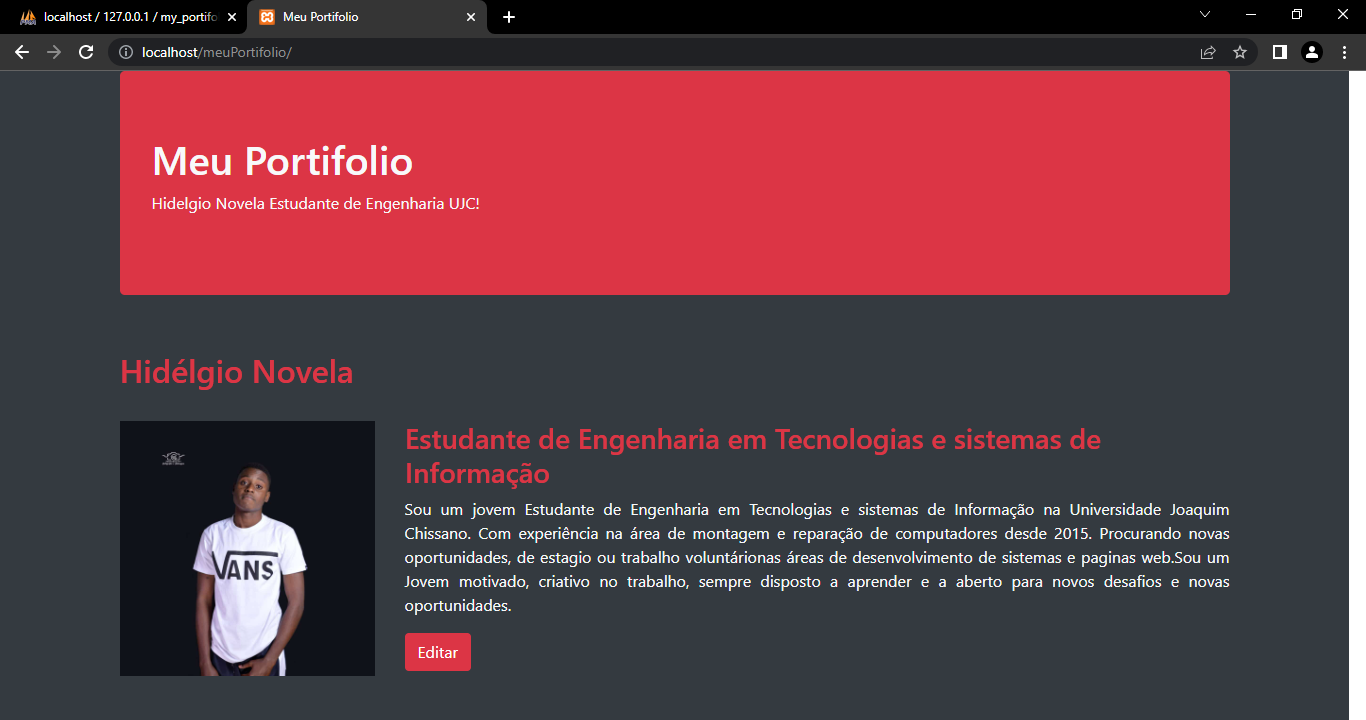 localhost / 127.0.0.1 / my_portifo
Meu Portifolio
localhost/meuPortifolio/
Meu Portifolio
Hidelgio Novela Estudante de Engenharia UJC!
Hidélgio Novela
Estudante de Engenharia em Tecnologias e sistemas de
Informação
Sou um jovem Estudante de Engenharia em Tecnologias e sistemas de Informação na Universidade Joaquim
Chissano. Com experiência na área de montagem e reparação de computadores desde 2015. Procurando novas
oportunidades, de estagio ou trabalho voluntárionas áreas de desenvolvimento de sistemas e paginas web.Sou um
Jovem motivado, criativo no trabalho, sempre disposto a aprender e a aberto para novos desafios e novas
oportunidades.
VANS
Editar